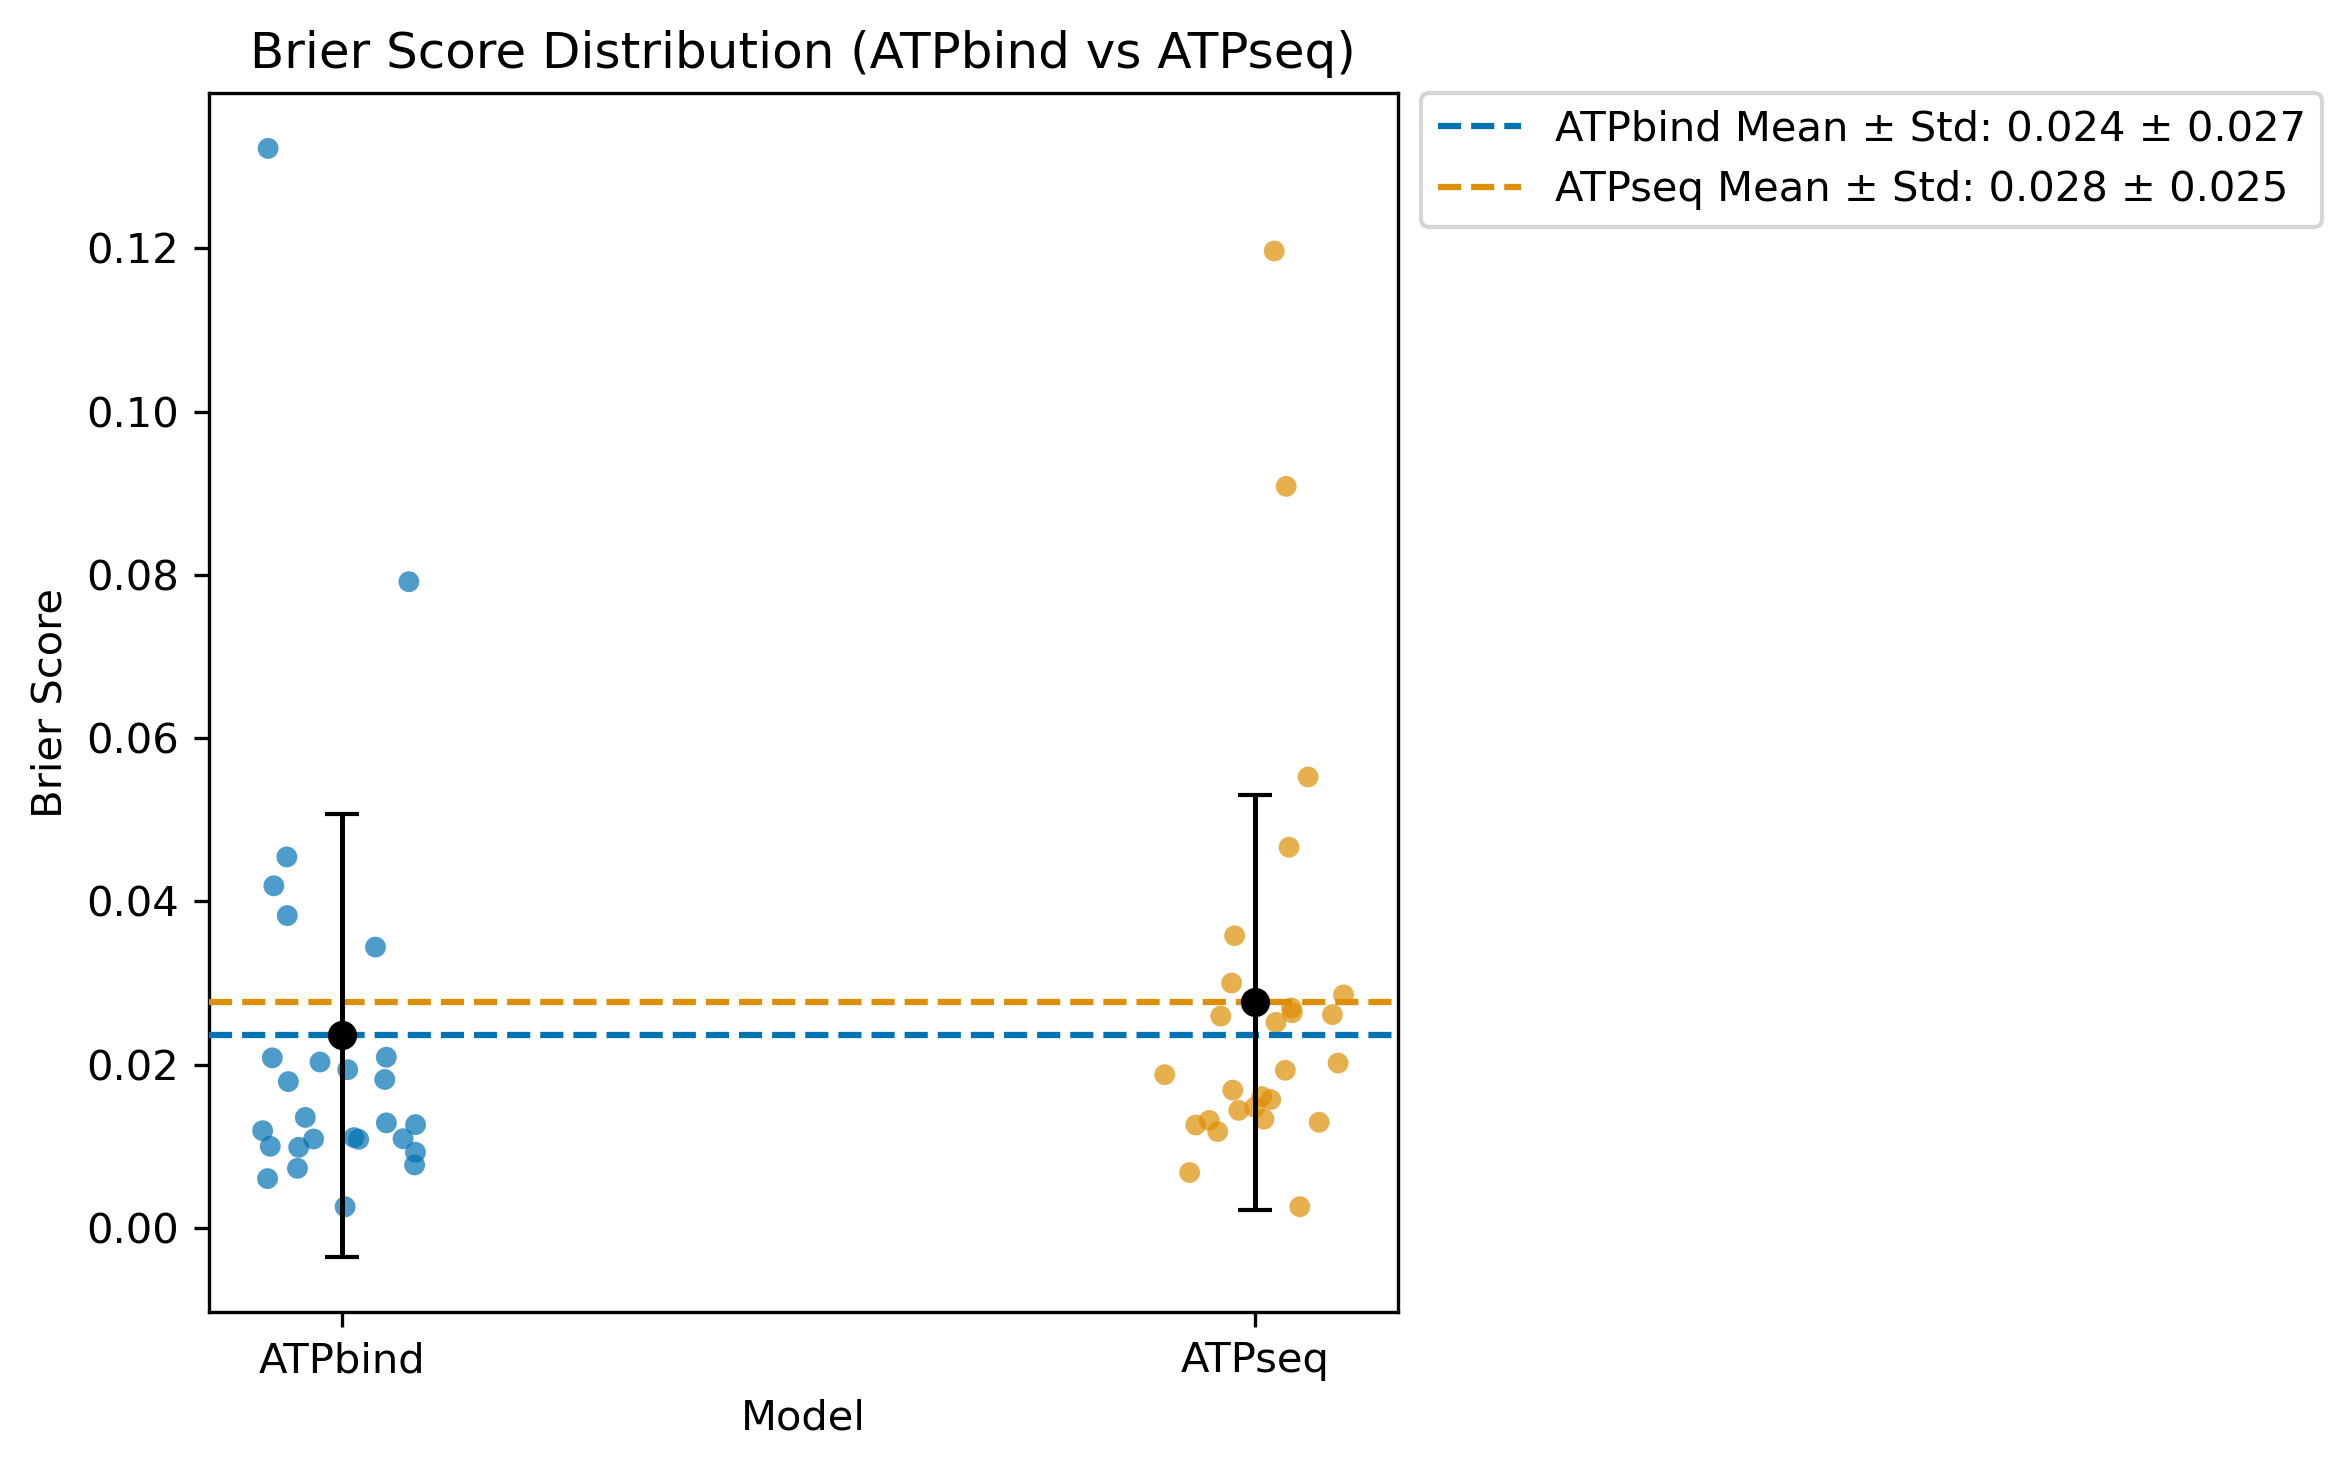 Brier Score Distribution (ATPbind vs ATPseq)
ATPbind Mean ± Std: 0.024 ± 0.027
ATPseq Mean ± Std: 0.028 ± 0.025
Brier Score
0.12
0.10
0.08
0.06
0.04
0.02
0.00
ATPbind
ATPseq
Model